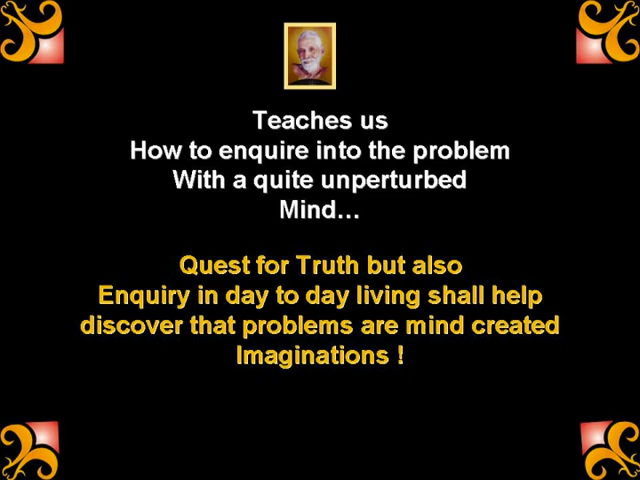 Teaches us
How to enquire into the problem
With a quite unperturbed
Mind…
Quest for Truth but also
Enquiry in day to day living shall help
discover that problems are mind created
Imaginations !